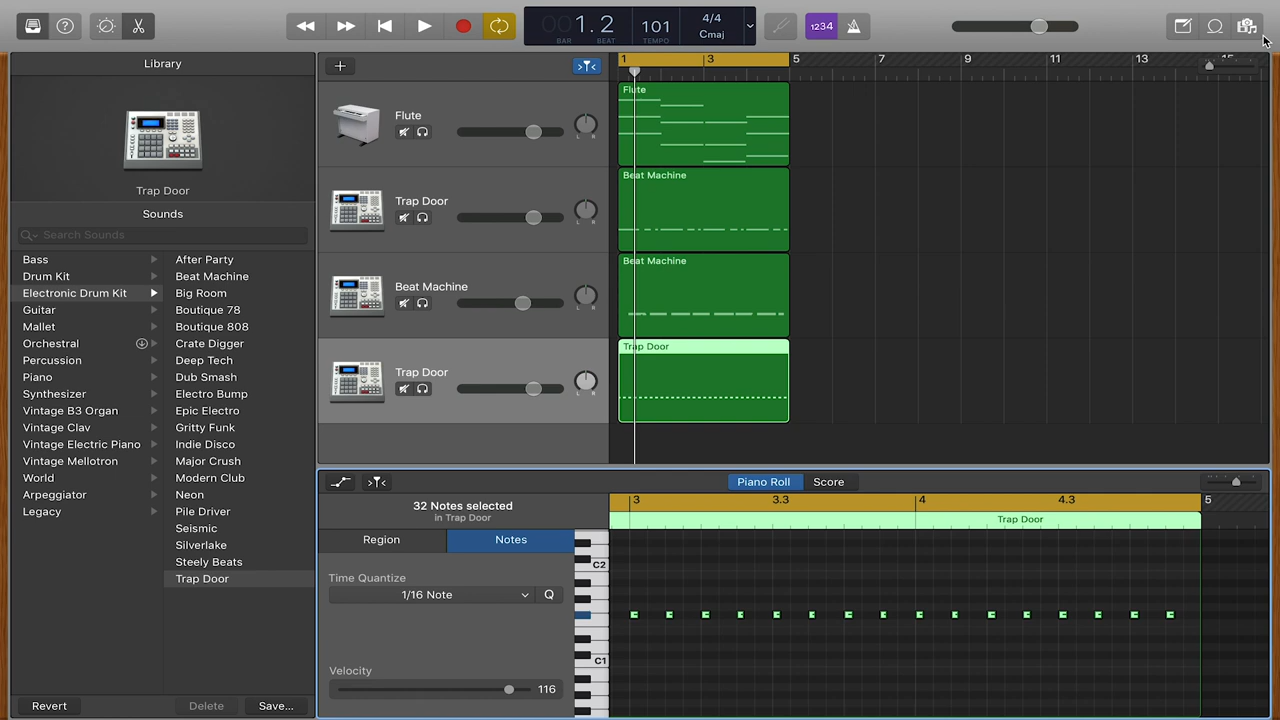 001.2
101
4/4
Cmaj
BAR
BEAT
TEMPO
1234
Library
Trap Door
Sounds
Search Sounds
Bass
Drum Kit
Electronic Drum Kit
Guitar
Mallet
Orchestral
Percussion
Piano
Synthesizer
Vintage B3 Organ
Vintage Clav
Vintage Electric Piano
Vintage Mellotron
World
Arpeggiator
Legacy
After Party
Beat Machine
Big Room
Boutique 78
Boutique 808
Crate Digger
Deep Tech
Dub Smash
Electro Bump
Epic Electro
Gritty Funk
Indie Disco
Major Crush
Modern Club
Neon
Pile Driver
Seismic
Silverlake
Steely Beats
Trap Door
Revert
Delete
Save...
1 3 5 7 9 11 13 15
Flute
L R
Flute
Trap Door
L R
Beat Machine
Beat Machine
L R
Beat Machine
Trap Door
L R
Trap Door
Piano Roll
Score
32 Notes selected
in Trap Door
3 3.3 4 4.3 5
Trap Door
Region
Notes
Time Quantize
1/16 Note
Q
Velocity
116
C2
C1